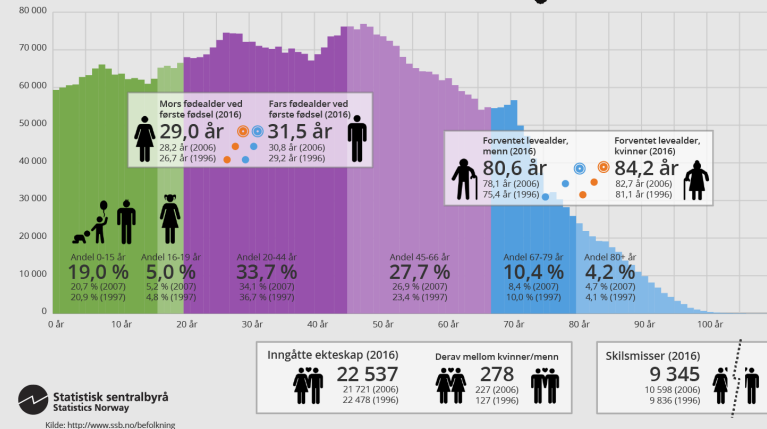 80 000
70 000
60 000
50 000
40 000
30 000
20 000
10 000
0
Mors fødealder ved
første fødsel (2016)
29,0 år
28,2 år (2006)
26,7 år (1996)
Fars fødealder ved
første fødsel (2016)
31,5 år
30,8 år (2006)
29,2 år (1996)
Forventet levealder,
menn (2016)
80,6 år
78,1 år (2006)
75,4 år (1996)
Forventet levealder,
kvinner (2016)
84,2 år
82,7 år (2006)
81,1 år (1996)
Andel 0-15 år
19,0 %
20,7 % (2007)
20,9 % (1997)
Andel 16-19 år
5,0 %
5,2 % (2007)
4,8 % (1997)
Andel 20-44 år
33,7 %
34,1 % (2007)
36,7 % (1997)
Andel 45-66 år
27,7 %
26,9 % (2007)
23,4 % (1997)
Andel 67-79 år
10,4 %
8,4 % (2007)
10,0 % (1997)
Andel 80+ år
4,2 %
4,7 % (2007)
4,1 % (1997)
0 år 10 år 20 år 30 år 40 år 50 år 60 år 70 år 80 år 90 år 100 år
Inngåtte ekteskap (2016)
22 537
21 721 (2006)
22 478 (1996)
Derav mellom kvinner/menn
278
227 (2006)
127 (1996)
Skilsmisser (2016)
9 345
10 598 (2006)
9 836 (1996)
Statistisk sentralbyrå
Statistics Norway
Kilde: http://www.ssb.no/befolkning